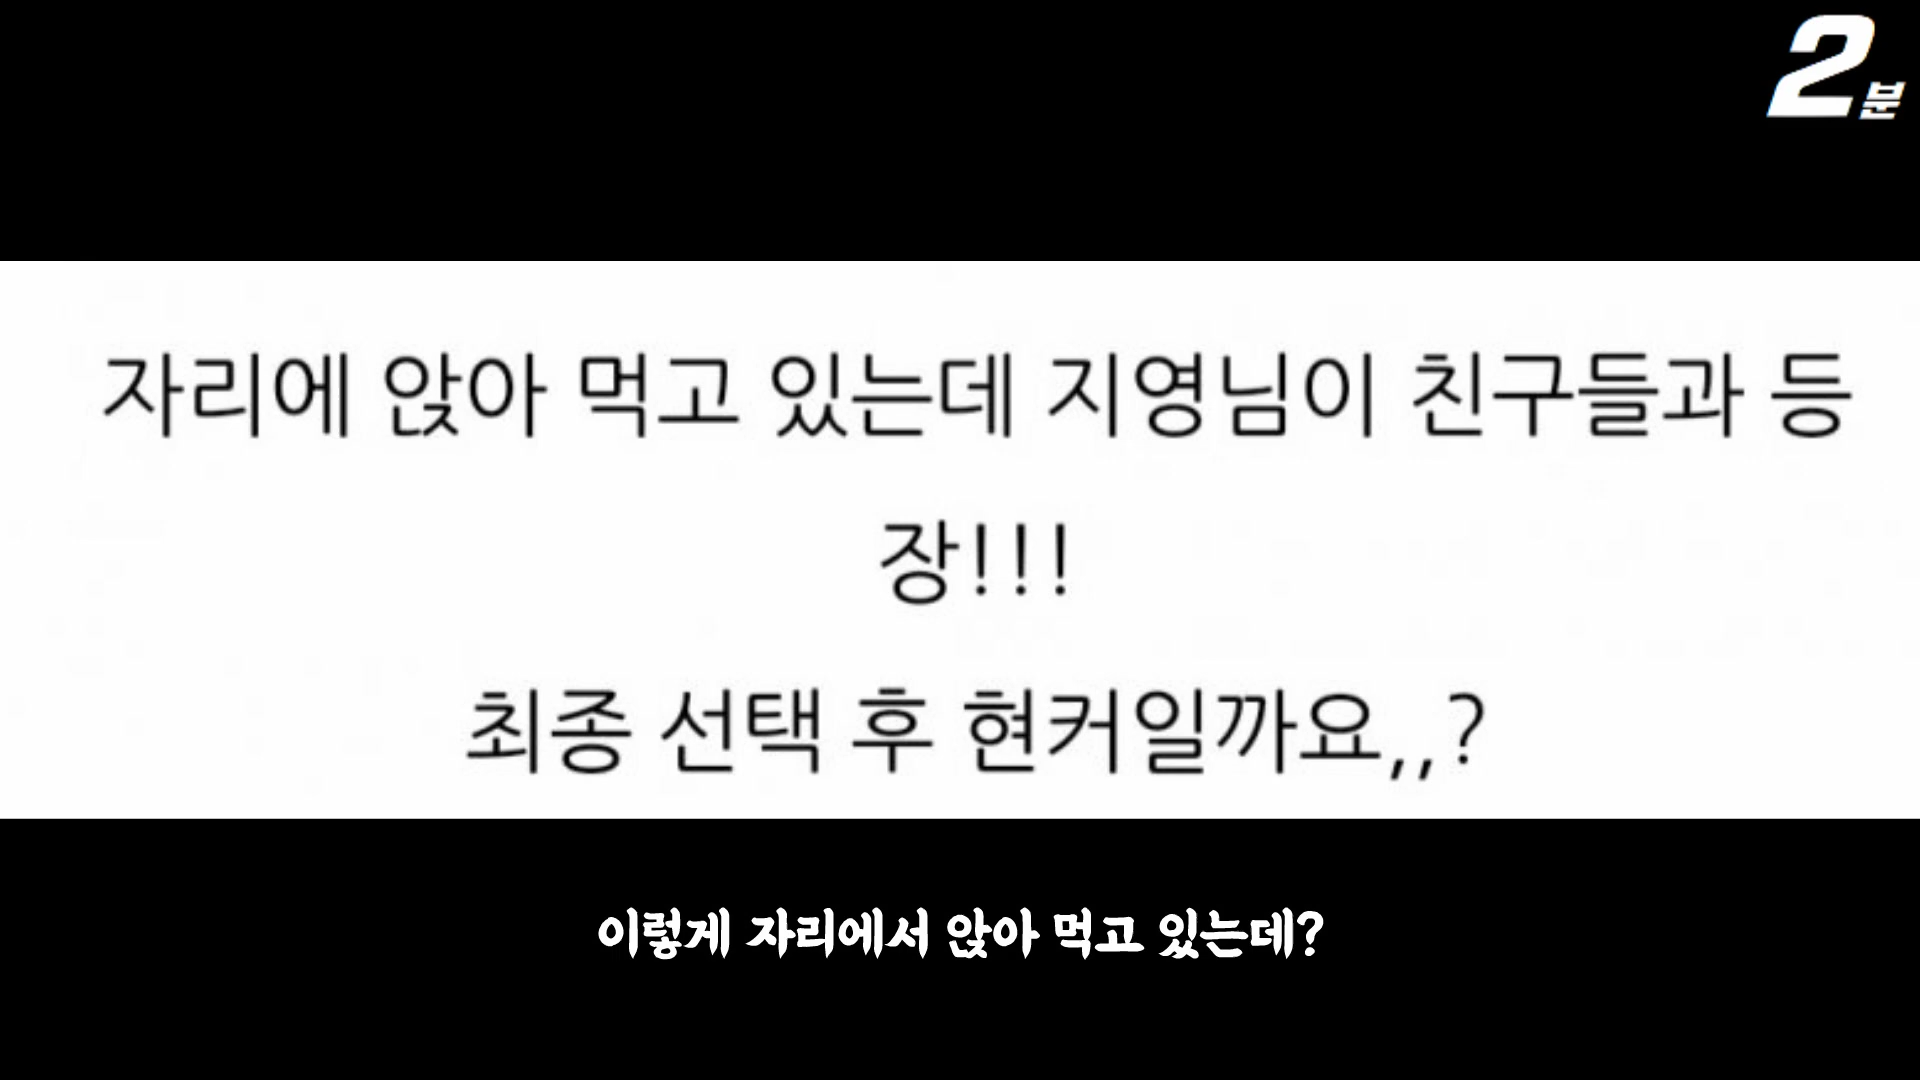 2분
자리에 앉아 먹고 있는데 지영님이 친구들과 등
장!!!
최종 선택 후 현커일까요,,?
이렇게 자리에서 앉아 먹고 있는데?